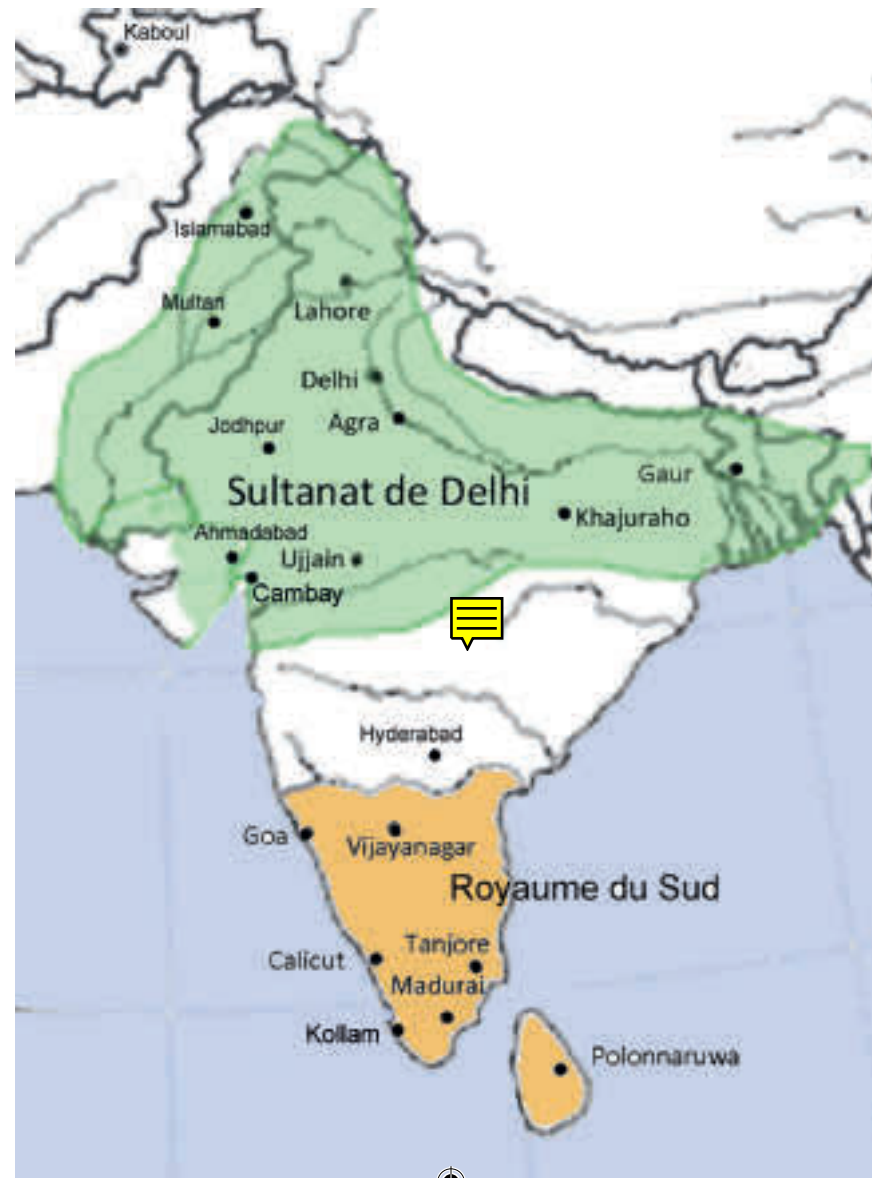 Kaboul
Islamabad
Multan
Lahore
Delhi
Jodhpur
Agra
Gaur
Sultanat de Delhi
Khajuraho
Ahmadabad
Ujjain
Cambay
Hyderabad
Goa
Vijayanagar
Royaume du Sud
Tanjore
Calicut
Madurai
Kollam
Polonnaruwa